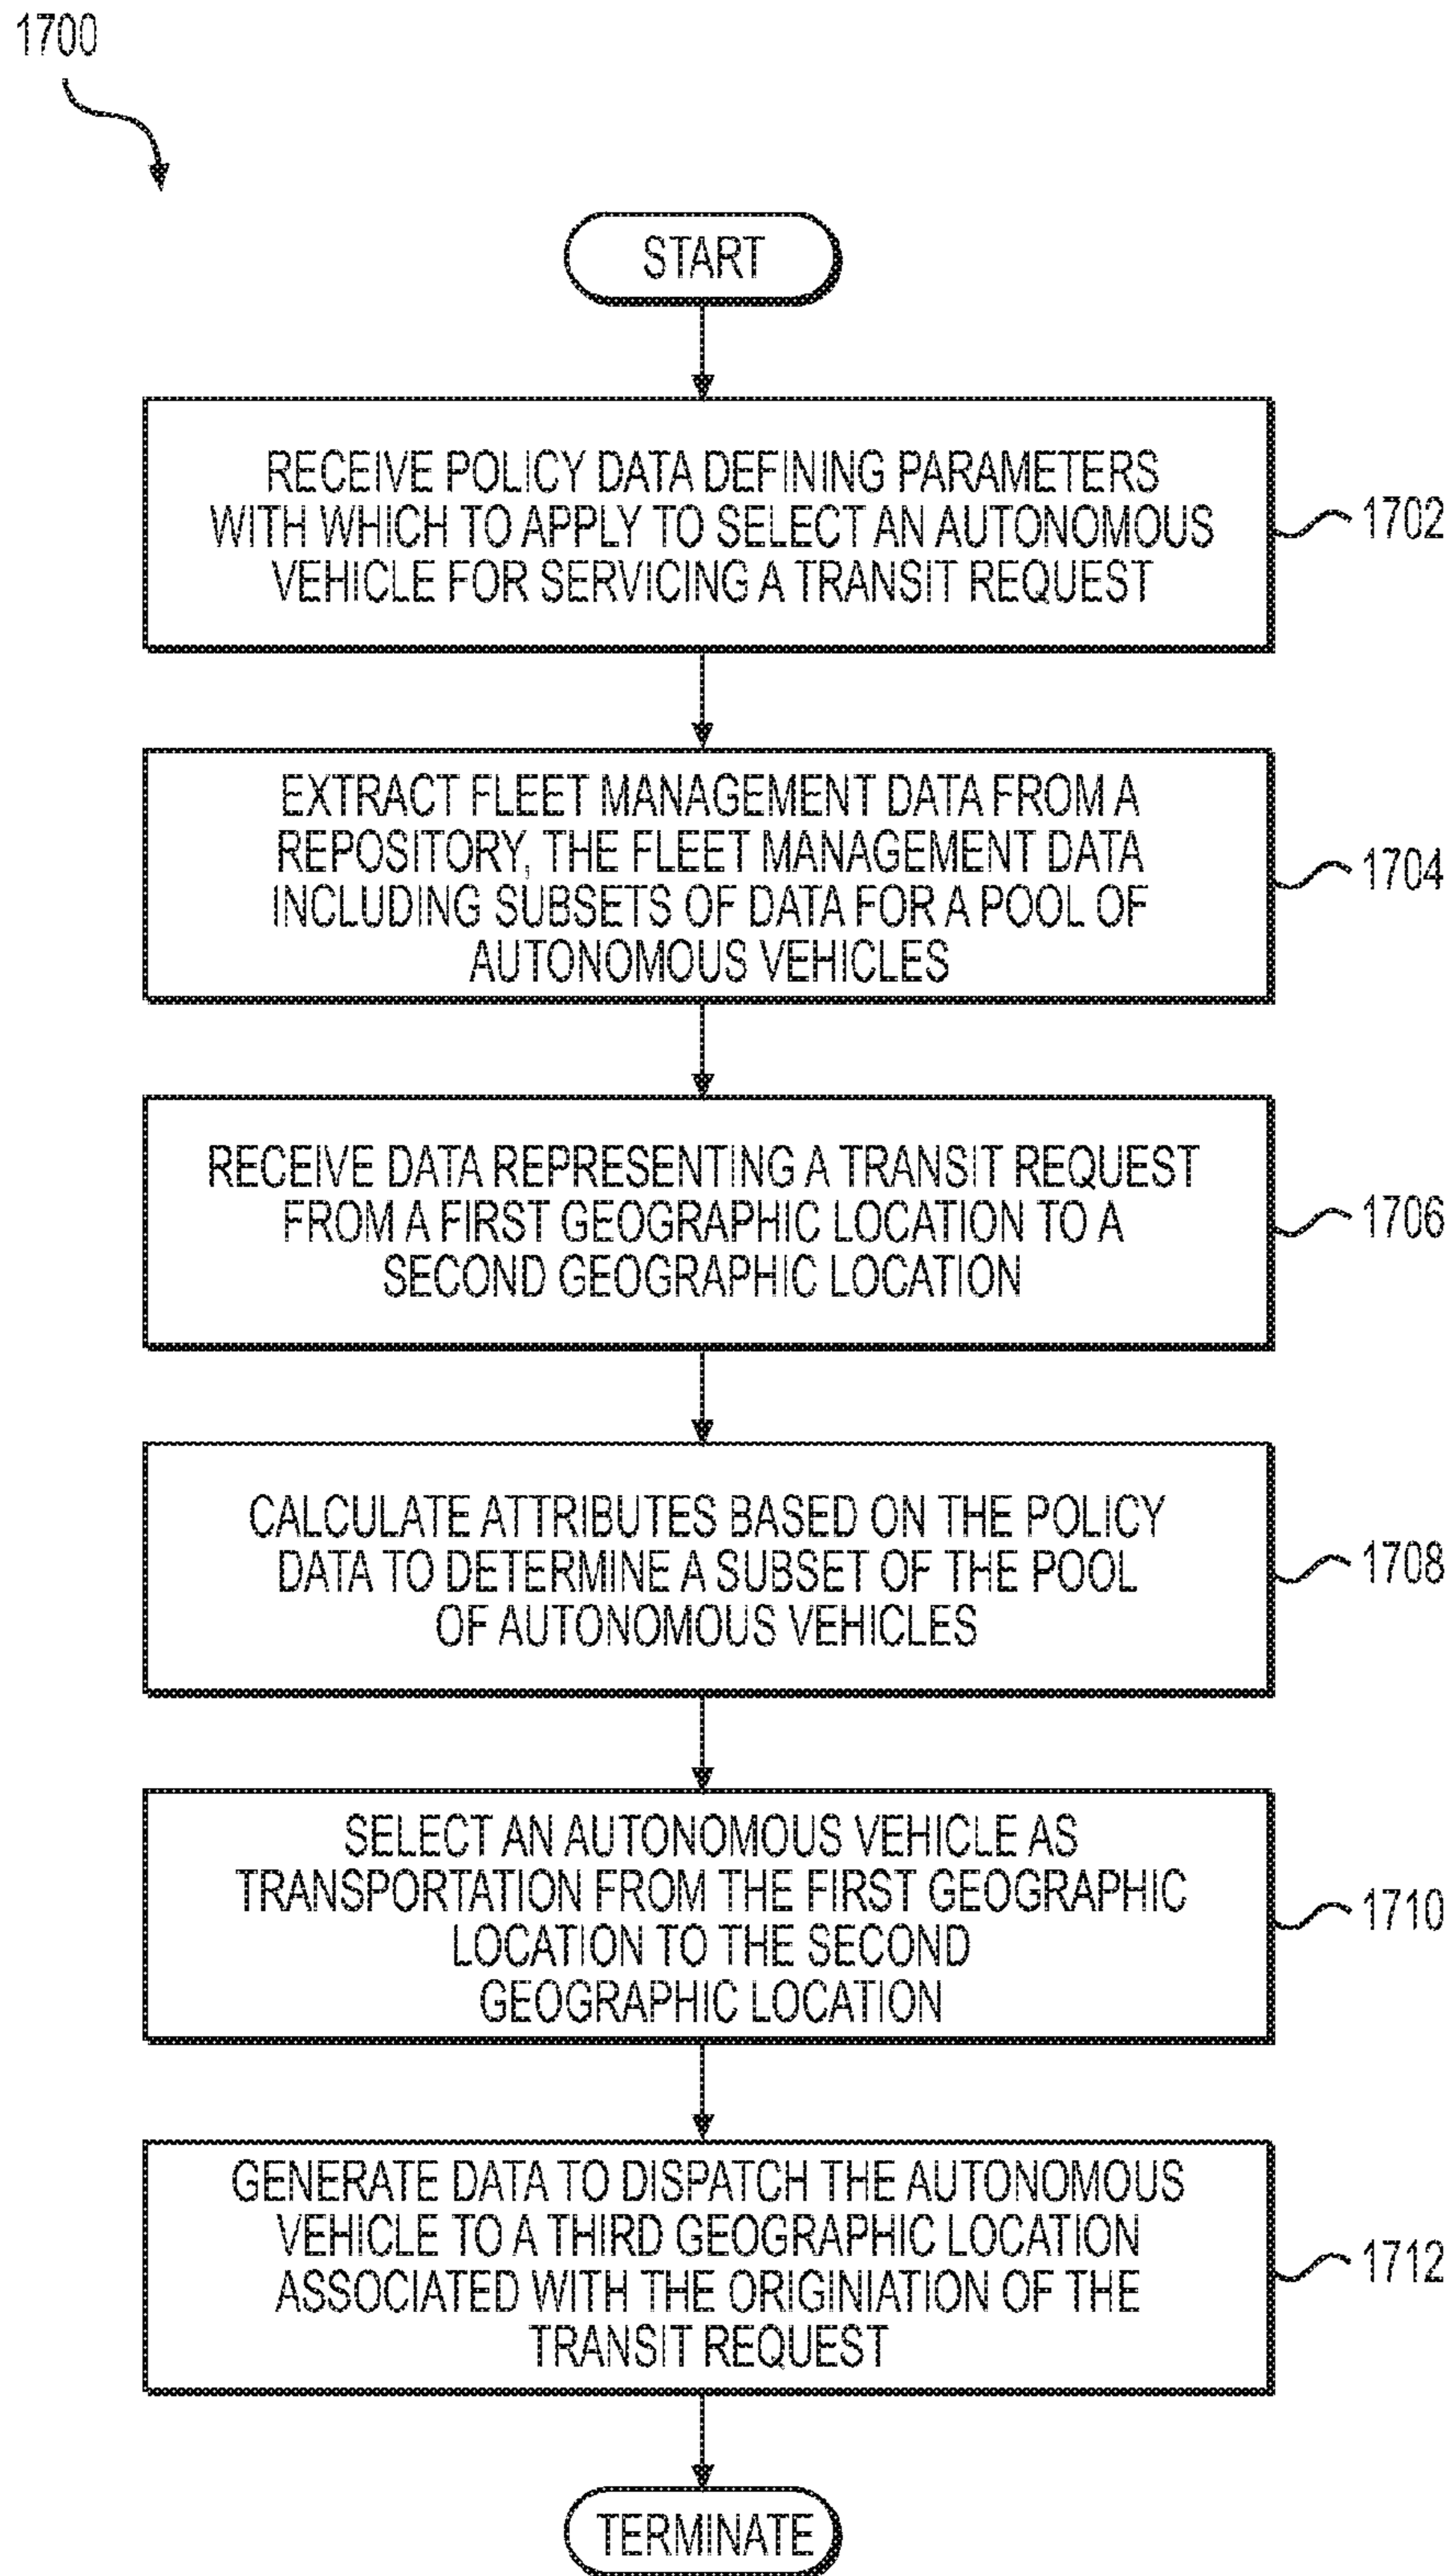 1700
START
RECEIVE POLICY DATA DEFINING PARAMETERS
WITH WHICH TO APPLY TO SELECT AN AUTONOMOUS
VEHICLE FOR SERVICING A TRANSIT REQUEST
1702
EXTRACT FLEET MANAGEMENT DATA FROM A
REPOSITORY, THE FLEET MANAGEMENT DATA
INCLUDING SUBSETS OF DATA FOR A POOL OF
AUTONOMOUS VEHICLES
1704
RECEIVE DATA REPRESENTING A TRANSIT REQUEST
FROM A FIRST GEOGRAPHIC LOCATION TO A
SECOND GEOGRAPHIC LOCATION
1706
CALCULATE ATTRIBUTES BASED ON THE POLICY
DATA TO DETERMINE A SUBSET OF THE POOL
OF AUTONOMOUS VEHICLES
1708
SELECT AN AUTONOMOUS VEHICLE AS
TRANSPORTATION FROM THE FIRST GEOGRAPHIC
LOCATION TO THE SECOND
GEOGRAPHIC LOCATION
1710
GENERATE DATA TO DISPATCH THE AUTONOMOUS
VEHICLE TO A THIRD GEOGRAPHIC LOCATION
ASSOCIATED WITH THE ORIGINIATION OF THE
TRANSIT REQUEST
1712
TERMINATE